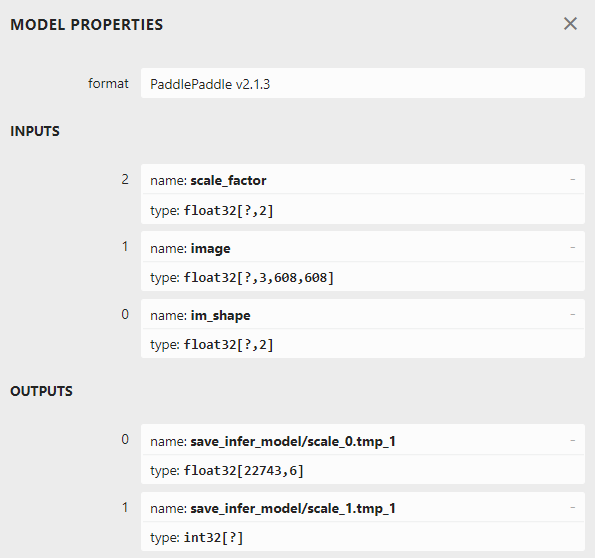 MODEL PROPERTIES ×
format PaddlePaddle v2.1.3
INPUTS
2 name: scale_factor -
type: float32[?,2]
1 name: image -
type: float32[?,3,608,608]
0 name: im_shape -
type: float32[?,2]
OUTPUTS
0 name: save_infer_model/scale_0.tmp_1 -
type: float32[22743,6]
1 name: save_infer_model/scale_1.tmp_1 -
type: int32[?]